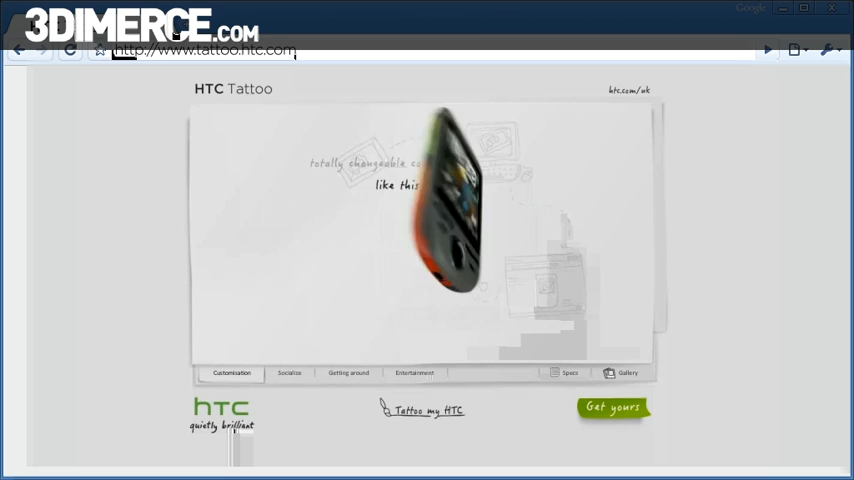 Google
3DIMERCE.COM
http://www.tattoo.htc.com
HTC Tattoo
htc.com/uk
totally changeable co
like this
Customisation
Socialise
Getting around
Entertainment
Specs
Gallery
hTC
quietly brilliant
Tattoo my HTC
Get yours